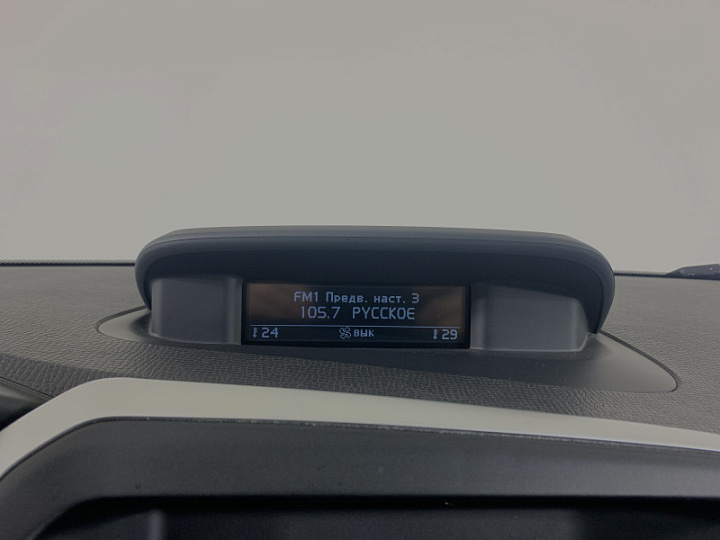 FM1 Предв. наст. 3
105.7 РУССКОЕ
24 ВЫК 29